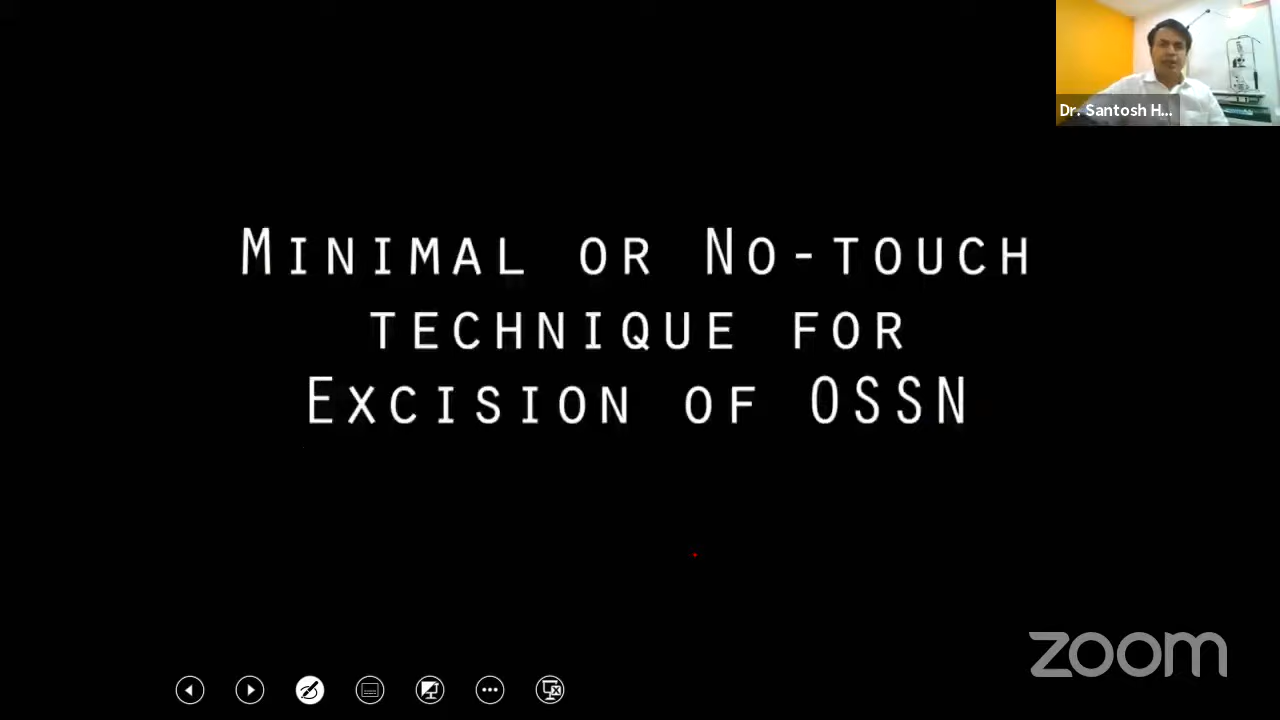 Dr. Santosh H...
Minimal or No-touch
technique for
Excision of OSSN
zoom